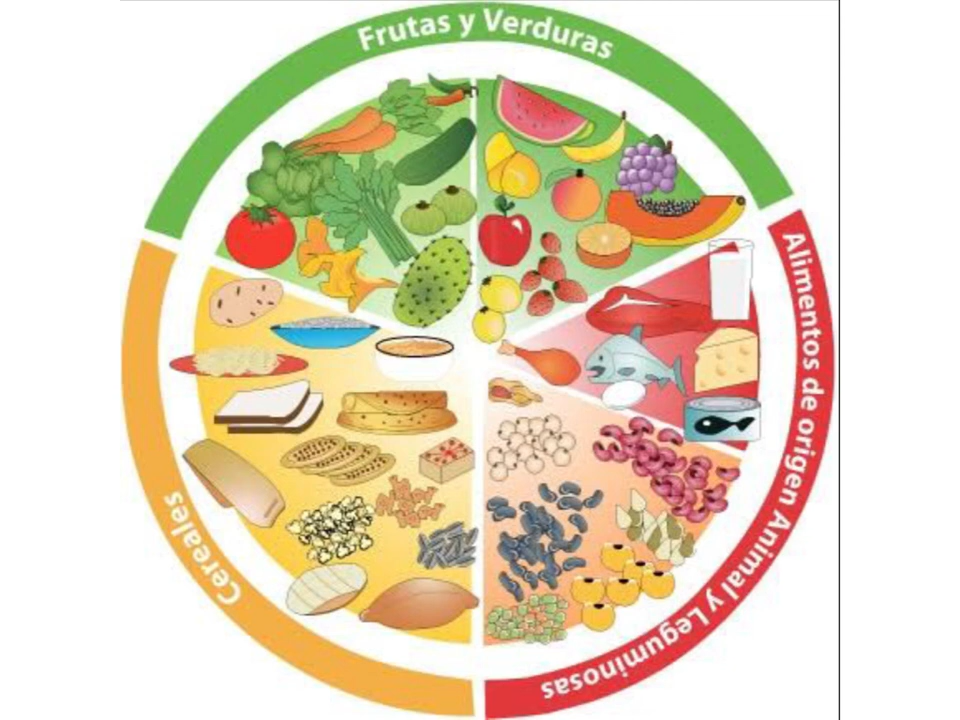 Frutas y Verduras
Alimentos de origen Animal y Leguminosas
Cereales